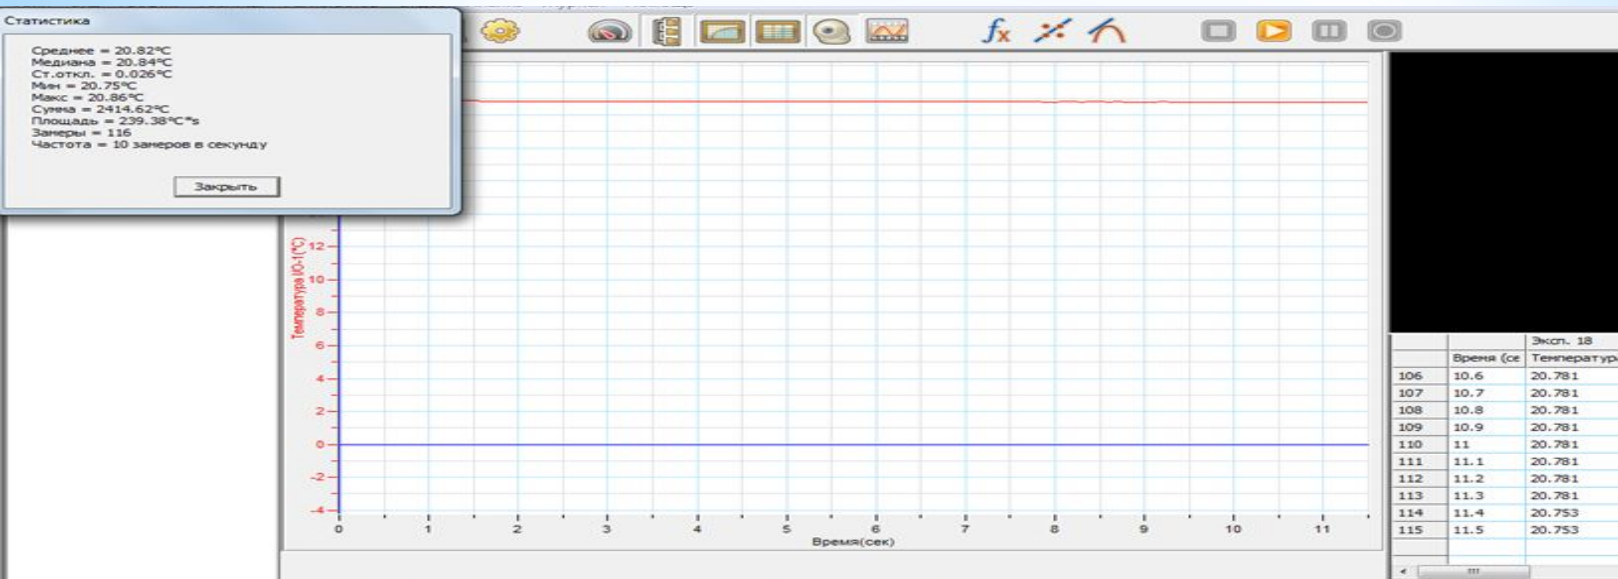 Статистика
Среднее = 20.82°C
Медиана = 20.84°C
Ст.откл. = 0.026°C
Мин = 20.75°C
Макс = 20.86°C
Сумма = 2414.62°C
Площадь = 239.38°C*s
Замеры = 116
Частота = 10 замеров в секунду
Закрыть
fx
Температура I/O-1(°C)
12
10
8
6
4
2
0
-2
-4
0 1 2 3 4 5 6 7 8 9 10 11
Время(сек)
Эксп. 18
Время (се Температура
106 10.6 20.781
107 10.7 20.781
108 10.8 20.781
109 10.9 20.781
110 11 20.781
111 11.1 20.781
112 11.2 20.781
113 11.3 20.781
114 11.4 20.753
115 11.5 20.753